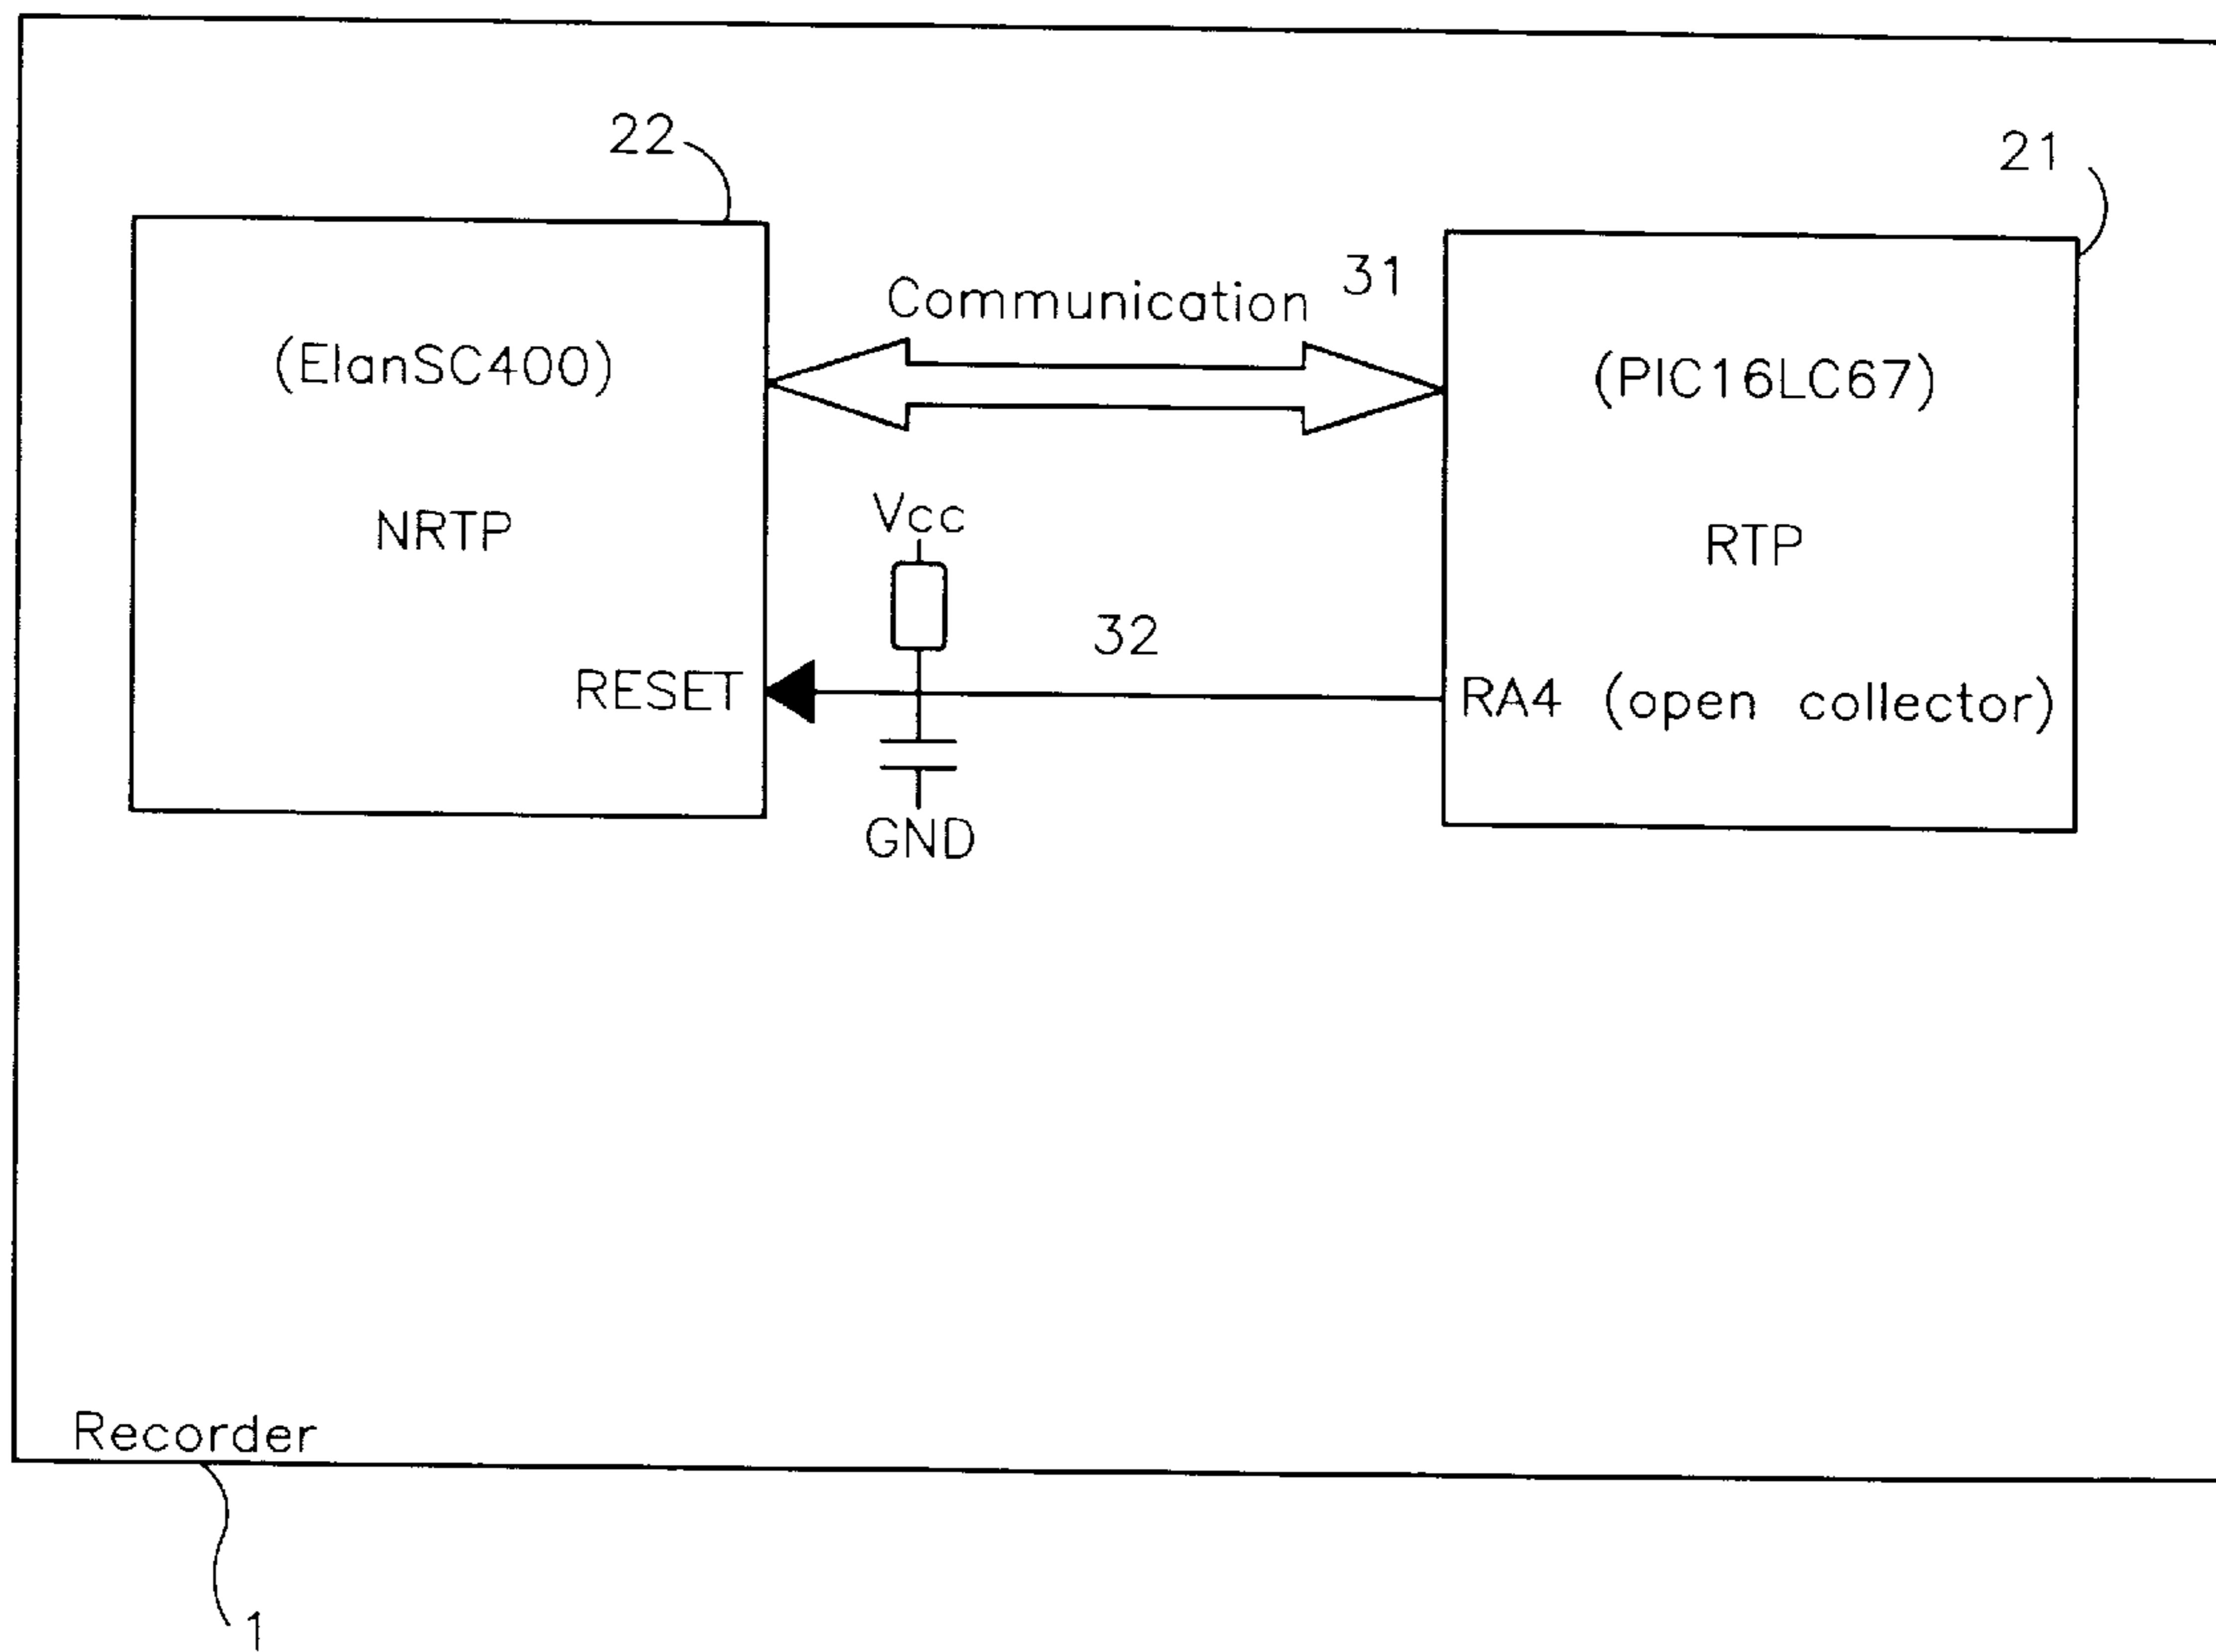 22
21
Communication 31
(ElanSC400)
(PIC16LC67)
Vcc
NRTP
RTP
32
RESET
RA4 (open collector)
GND
Recorder
1